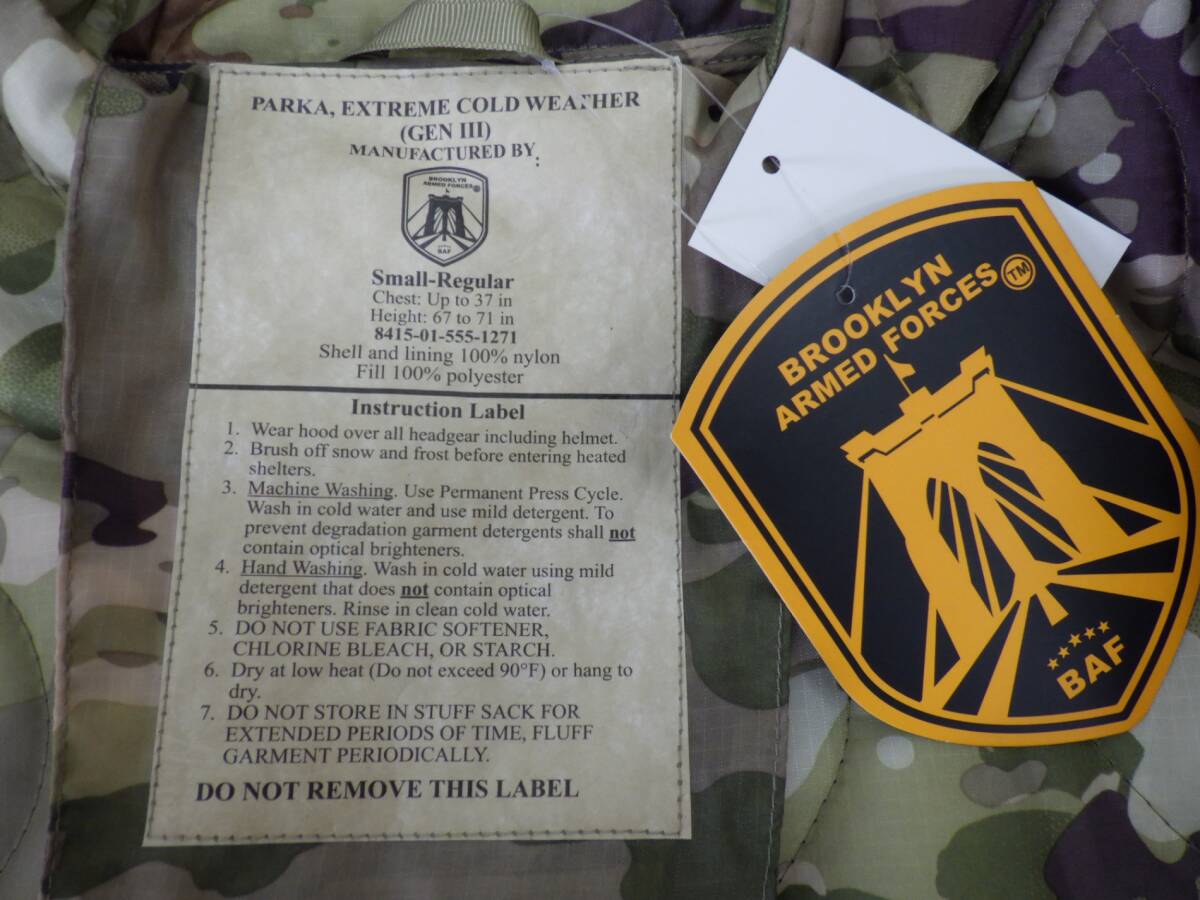 PARKA, EXTREME COLD WEATHER
(GEN III)
MANUFACTURED BY:
BROOKLYN
ARMED FORCES
BAF
Small-Regular
Chest: Up to 37 in
Height: 67 to 71 in
8415-01-555-1271
Shell and lining 100% nylon
Fill 100% polyester
Instruction Label
1. Wear hood over all headgear including helmet.
2. Brush off snow and frost before entering heated
shelters.
3. Machine Washing. Use Permanent Press Cycle.
Wash in cold water and use mild detergent. To
prevent degradation garment detergents shall not
contain optical brighteners.
4. Hand Washing. Wash in cold water using mild
detergent that does not contain optical
brighteners. Rinse in clean cold water.
5. DO NOT USE FABRIC SOFTENER,
CHLORINE BLEACH, OR STARCH.
6. Dry at low heat (Do not exceed 90°F) or hang to
dry.
7. DO NOT STORE IN STUFF SACK FOR
EXTENDED PERIODS OF TIME, FLUFF
GARMENT PERIODICALLY.
DO NOT REMOVE THIS LABEL
BROOKLYN
ARMED FORCES TM
BAF